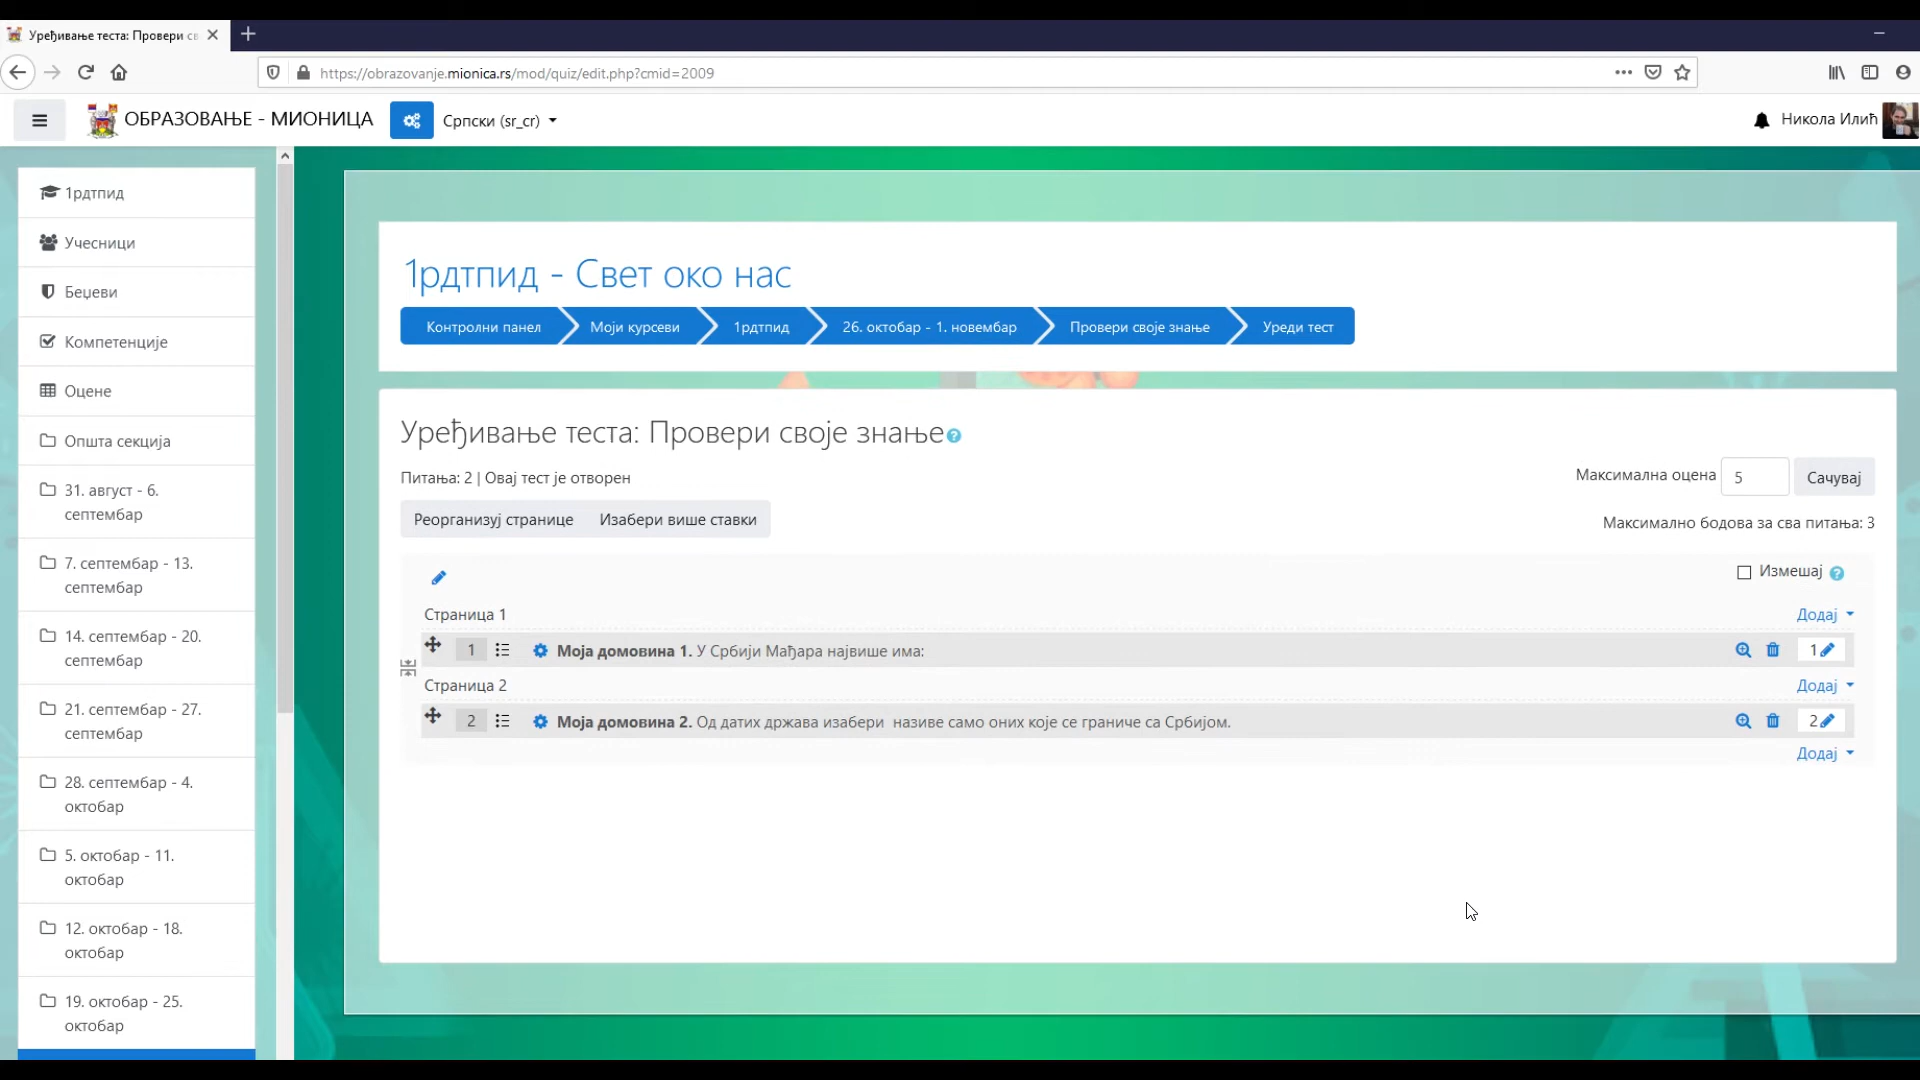 Уређивање теста: Провери св
https://obrazovanje.mionica.rs/mod/quiz/edit.php?cmid=2009
ОБРАЗОВАЊЕ - МИОНИЦА
Српски (sr_cr)
Никола Илић
1рдтпид
Учесници
Беџеви
Компетенције
Оцене
Општа секција
31. август - 6.
септембар
7. септембар - 13.
септембар
14. септембар - 20.
септембар
21. септембар - 27.
септембар
28. септембар - 4.
октобар
5. октобар - 11.
октобар
12. октобар - 18.
октобар
19. октобар - 25.
октобар
1рдтпид - Свет око нас
Контролни панел
Моји курсеви
1рдтпид
26. октобар - 1. новембар
Провери своје знање
Уреди тест
Уређивање теста: Провери своје знање
Питања: 2 | Овај тест је отворен
Максимална оцена 5 Сачувај
Реорганизуј странице Изабери више ставки
Максимално бодова за сва питања: 3
Измешај
Страница 1 Додај
1 Моја домовина 1. У Србији Мађара највише има: 1
Страница 2 Додај
2 Моја домовина 2. Од датих држава изабери називе само оних које се граниче са Србијом. 2
Додај